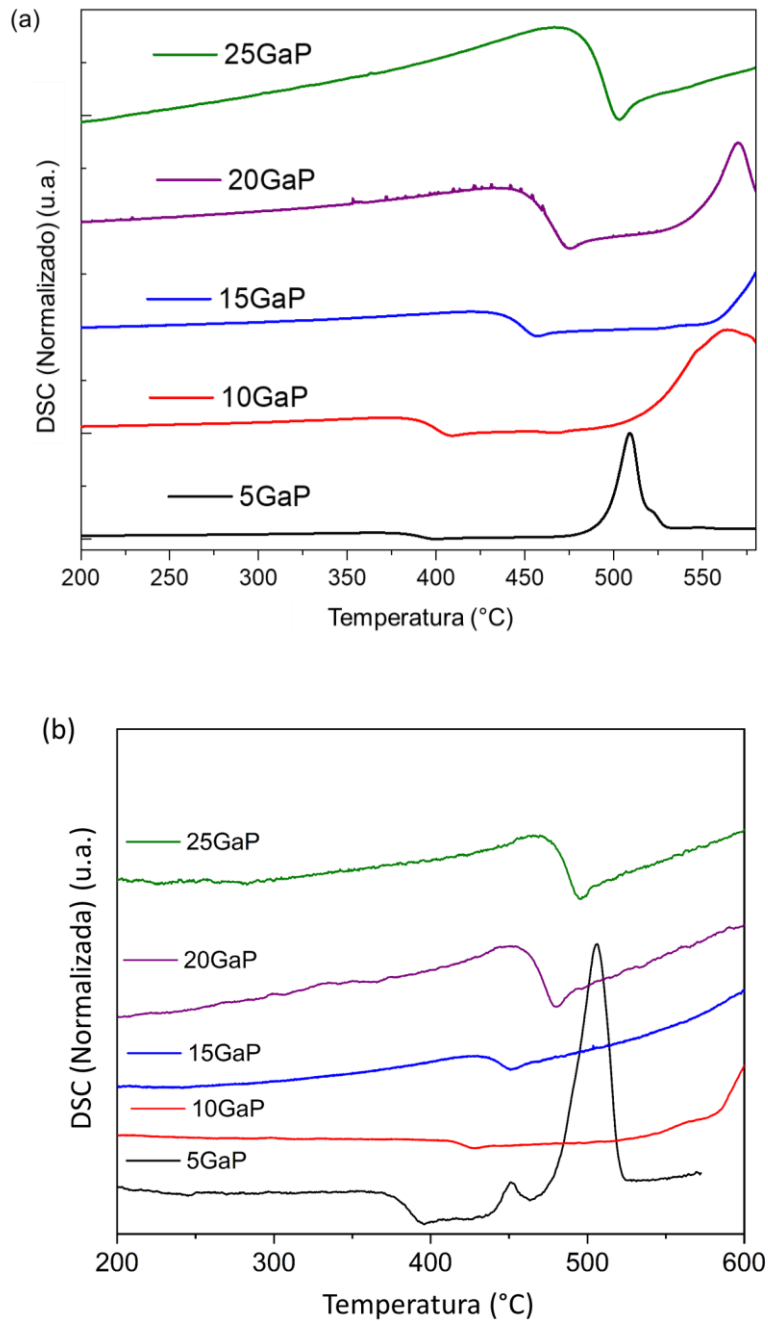 (a)
25GaP
20GaP
15GaP
10GaP
5GaP
DSC (Normalizado) (u.a.)
200 250 300 350 400 450 500 550
Temperatura (°C)
(b)
25GaP
20GaP
15GaP
10GaP
5GaP
DSC (Normalizada) (u.a.)
200 300 400 500 600
Temperatura (°C)